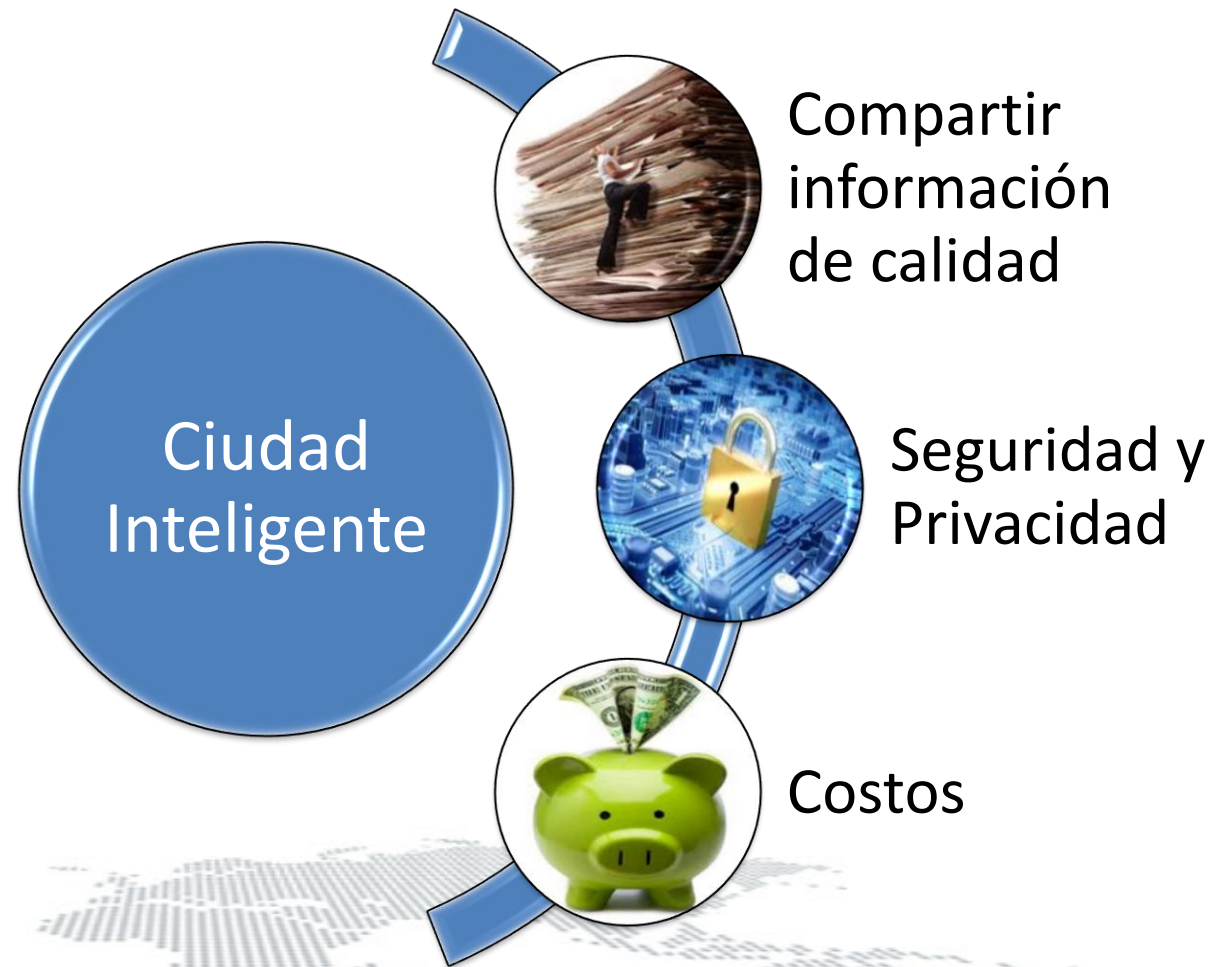 Compartir
información
de calidad
Ciudad
Inteligente
Seguridad y
Privacidad
Costos